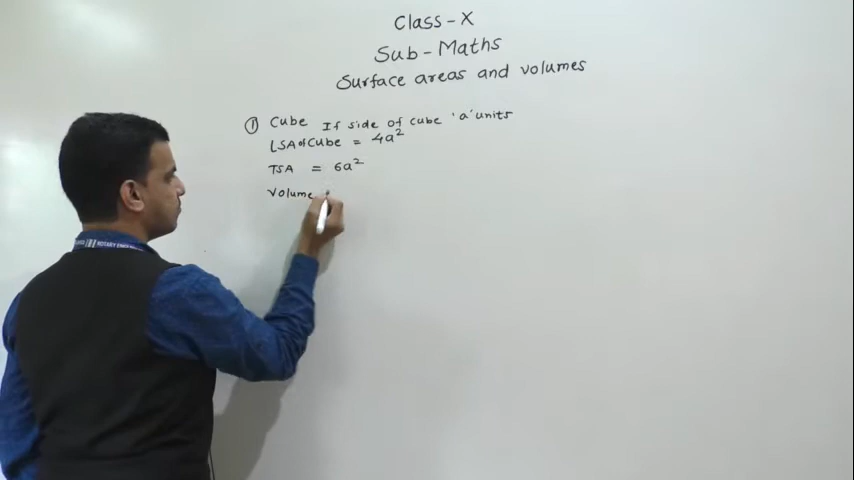 Class-X
Sub-Maths
Surface areas and volumes
① Cube If side of cube 'a' units
LSA of Cube = 4a²
TSA = 6a²
Volume
ROTARY